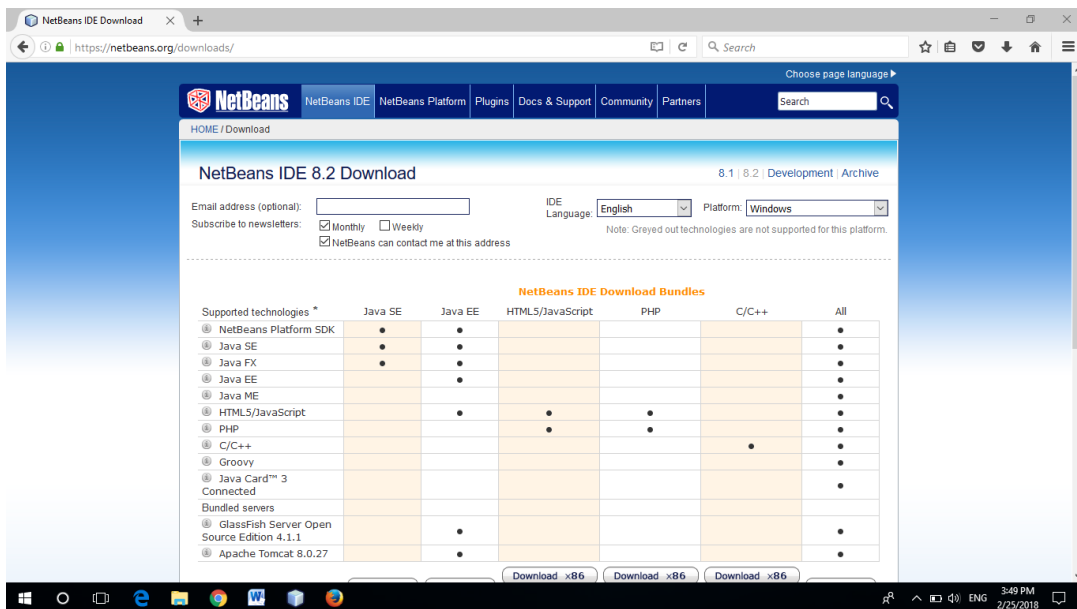 NetBeans IDE Download
https://netbeans.org/downloads/
Search
Choose page language
NetBeans
NetBeans IDE NetBeans Platform Plugins Docs & Support Community Partners Search
HOME / Download
NetBeans IDE 8.2 Download
8.1 | 8.2 | Development | Archive
Email address (optional):
IDE Language: English
Platform: Windows
Subscribe to newsletters: Monthly Weekly
Note: Greyed out technologies are not supported for this platform.
NetBeans can contact me at this address
NetBeans IDE Download Bundles
Supported technologies * Java SE Java EE HTML5/JavaScript PHP C/C++ All
NetBeans Platform SDK
Java SE
Java FX
Java EE
Java ME
HTML5/JavaScript
PHP
C/C++
Groovy
Java Card™ 3
Connected
Bundled servers
GlassFish Server Open
Source Edition 4.1.1
Apache Tomcat 8.0.27
Download x86 Download x86 Download x86
ENG
3:49 PM
2/25/2018